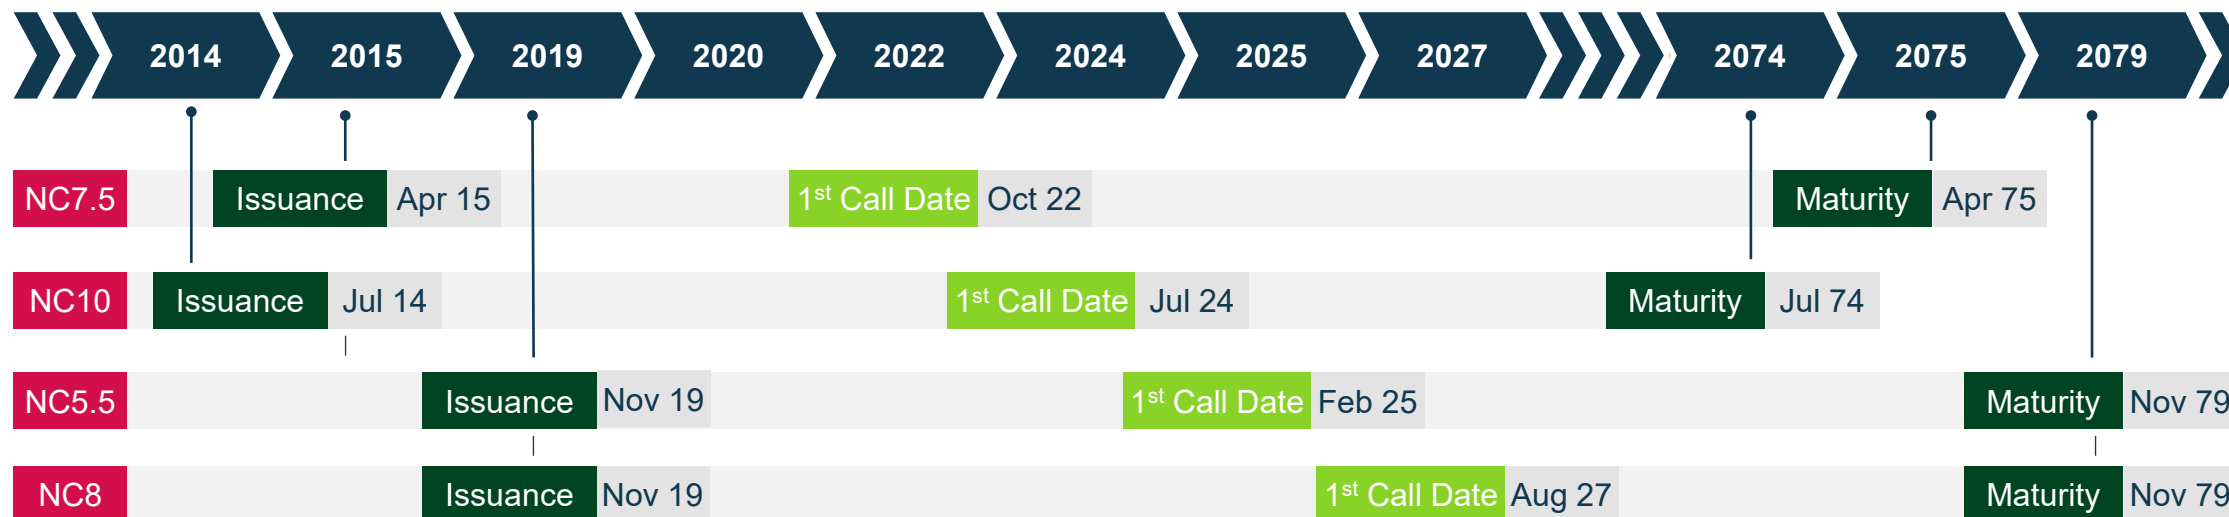 2014 2015 2019 2020 2022 2024 2025 2027 2074 2075 2079
NC7.5 Issuance Apr 15 1st Call Date Oct 22 Maturity Apr 75
NC10 Issuance Jul 14 1st Call Date Jul 24 Maturity Jul 74
NC5.5 Issuance Nov 19 1st Call Date Feb 25 Maturity Nov 79
NC8 Issuance Nov 19 1st Call Date Aug 27 Maturity Nov 79